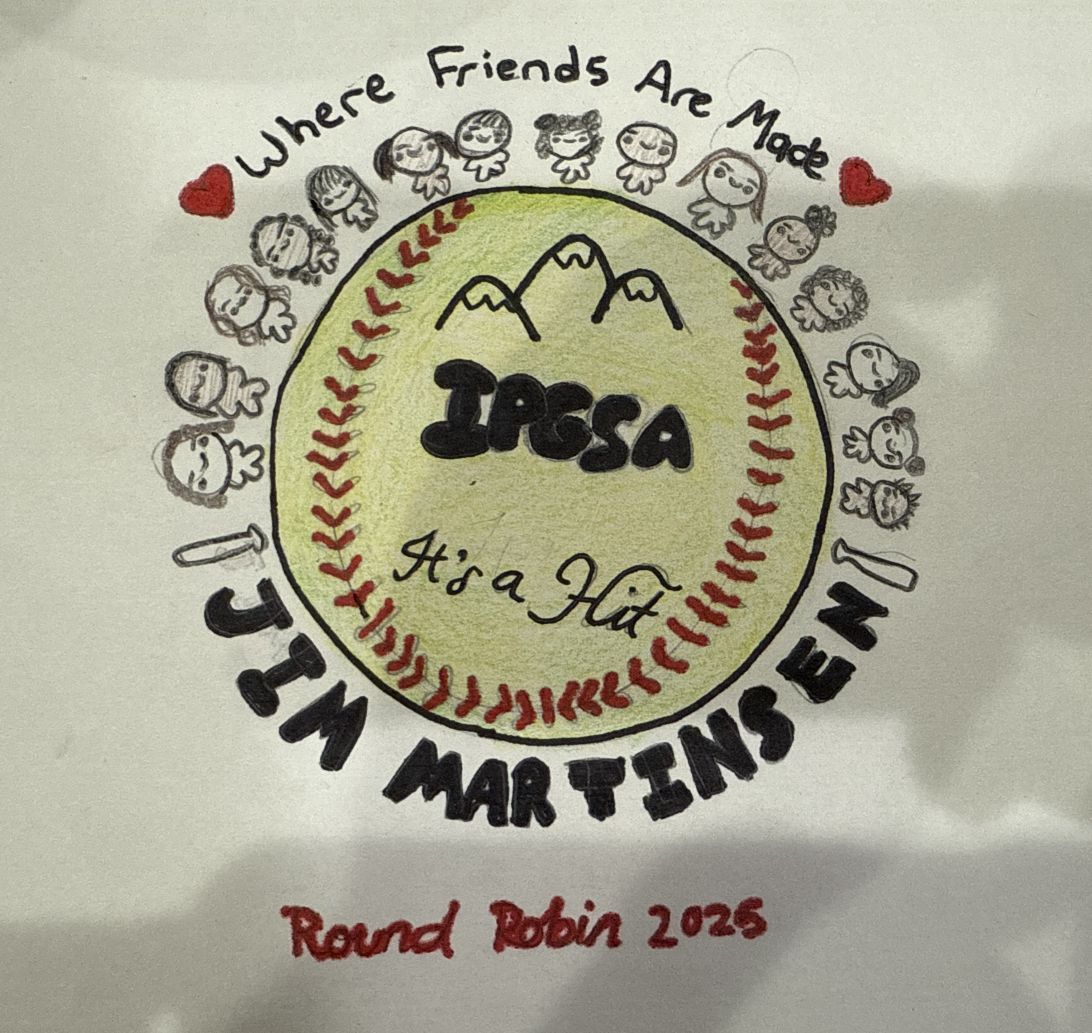 Where Friends Are Made
IPGSA
It's a Hit
JIM MARTINSEN
Round Robin 2025